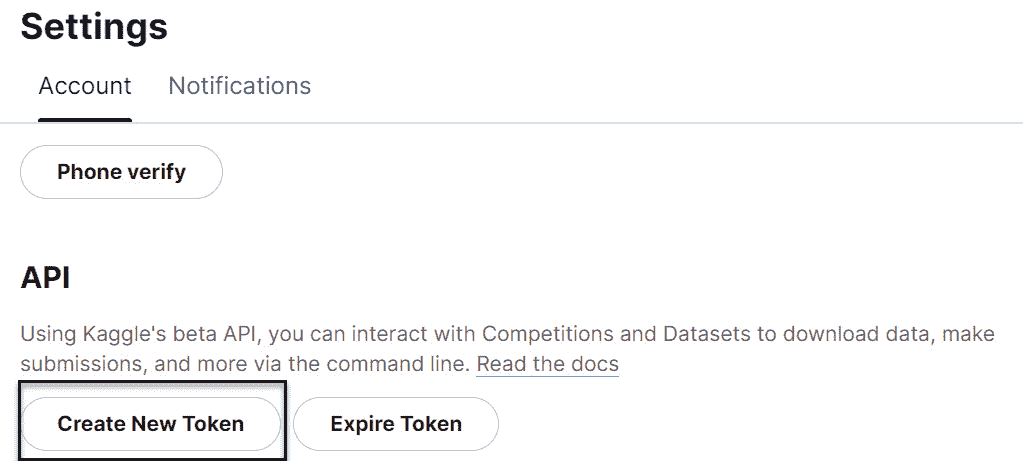 Settings
Account Notifications
Phone verify
API
Using Kaggle's beta API, you can interact with Competitions and Datasets to download data, make
submissions, and more via the command line. Read the docs
Create New Token Expire Token